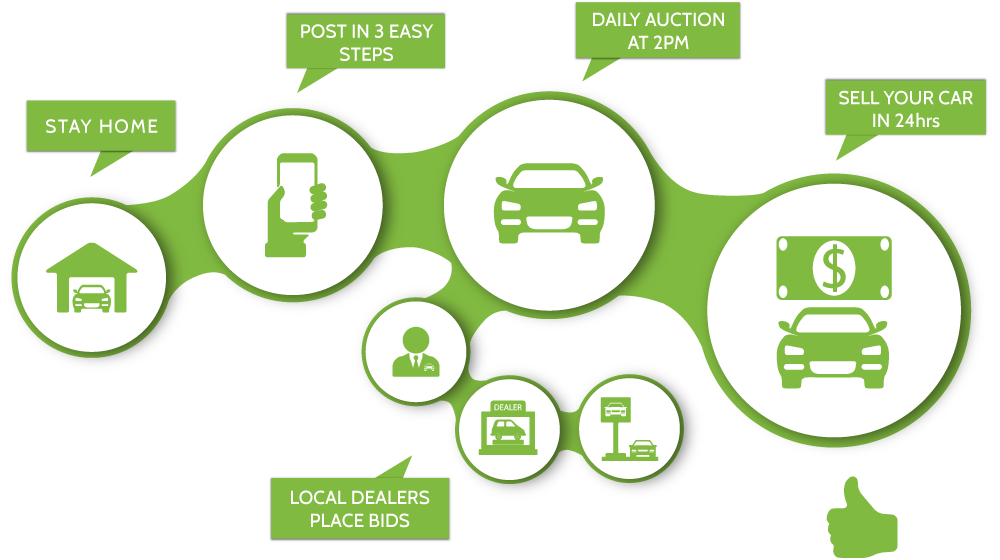 STAY HOME
POST IN 3 EASY
STEPS
DAILY AUCTION
AT 2PM
SELL YOUR CAR
IN 24hrs
$
DEALER
LOCAL DEALERS
PLACE BIDS